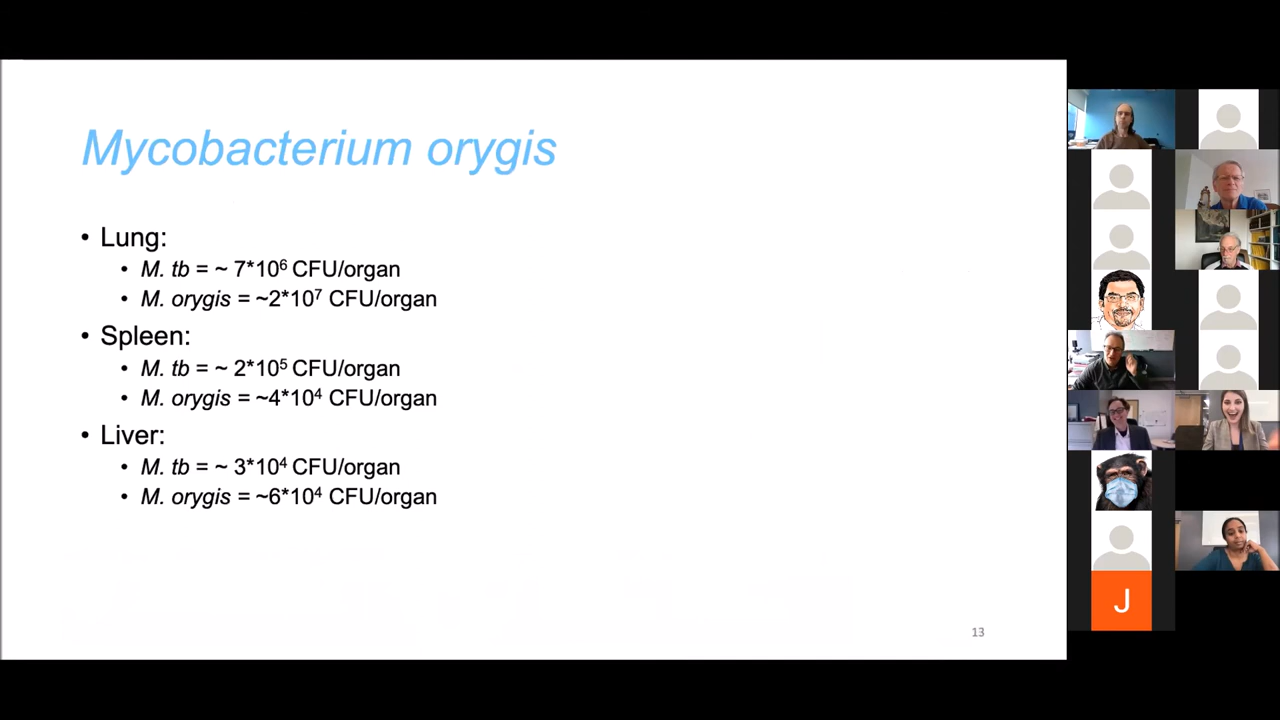 Mycobacterium orygis
• Lung:
• M. tb = ~ 7*10⁶ CFU/organ
• M. orygis = ~2*10⁷ CFU/organ
• Spleen:
• M. tb = ~ 2*10⁵ CFU/organ
• M. orygis = ~4*10⁴ CFU/organ
• Liver:
• M. tb = ~ 3*10⁴ CFU/organ
• M. orygis = ~6*10⁴ CFU/organ
13
J